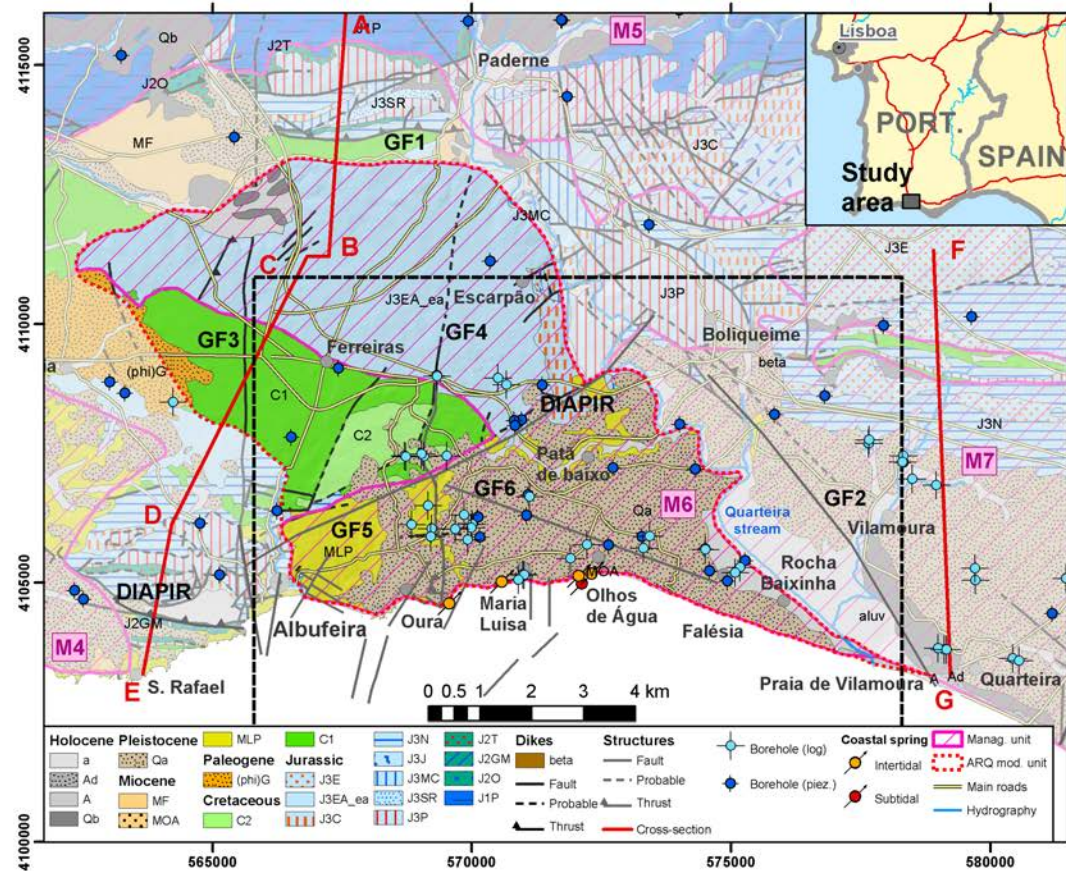 A
J1P
M5
Qb
J2T
Paderne
4115000
J2O
J3SR
MF
GF1
J3C
J3MC
B
C
J3EA_ea
Escarpão
J3P
J3E
F
4110000
GF3
GF4
Boliqueime
Ferreiras
beta
a
(phi)G
C1
DIAPIR
C2
J3N
Patã
de baixo
M7
GF2
GF6
M6
D
Qa
Quarteira
stream
Vilamoura
GF5
MLP
Rocha
Baixinha
4105000
DIAPIR
MOA
J2GM
Albufeira
Oura
Maria
Luisa
Olhos
de Água
Falésia
aluv
M4
E
S. Rafael
Praia de Vilamoura
A
Ad
Quarteira
G
0 0.5 1 2 3 4 km
Lisboa
PORT.
SPAIN
Study
area
Holocene
a
Ad
A
Qb
Pleistocene
Qa
Miocene
MF
MOA
MLP
Paleogene
(phi)G
Cretaceous
C2
C1
Jurassic
J3E
J3EA_ea
J3C
J3N
J3J
J3MC
J3SR
J3P
J2T
J2GM
J2O
J1P
Dikes
beta
Fault
Probable
Thrust
Structures
Fault
Probable
Thrust
Cross-section
Borehole (log)
Borehole (piez.)
Coastal spring
Intertidal
Subtidal
Manag. unit
ARQ mod. unit
Main roads
Hydrography
4100000
565000
570000
575000
580000